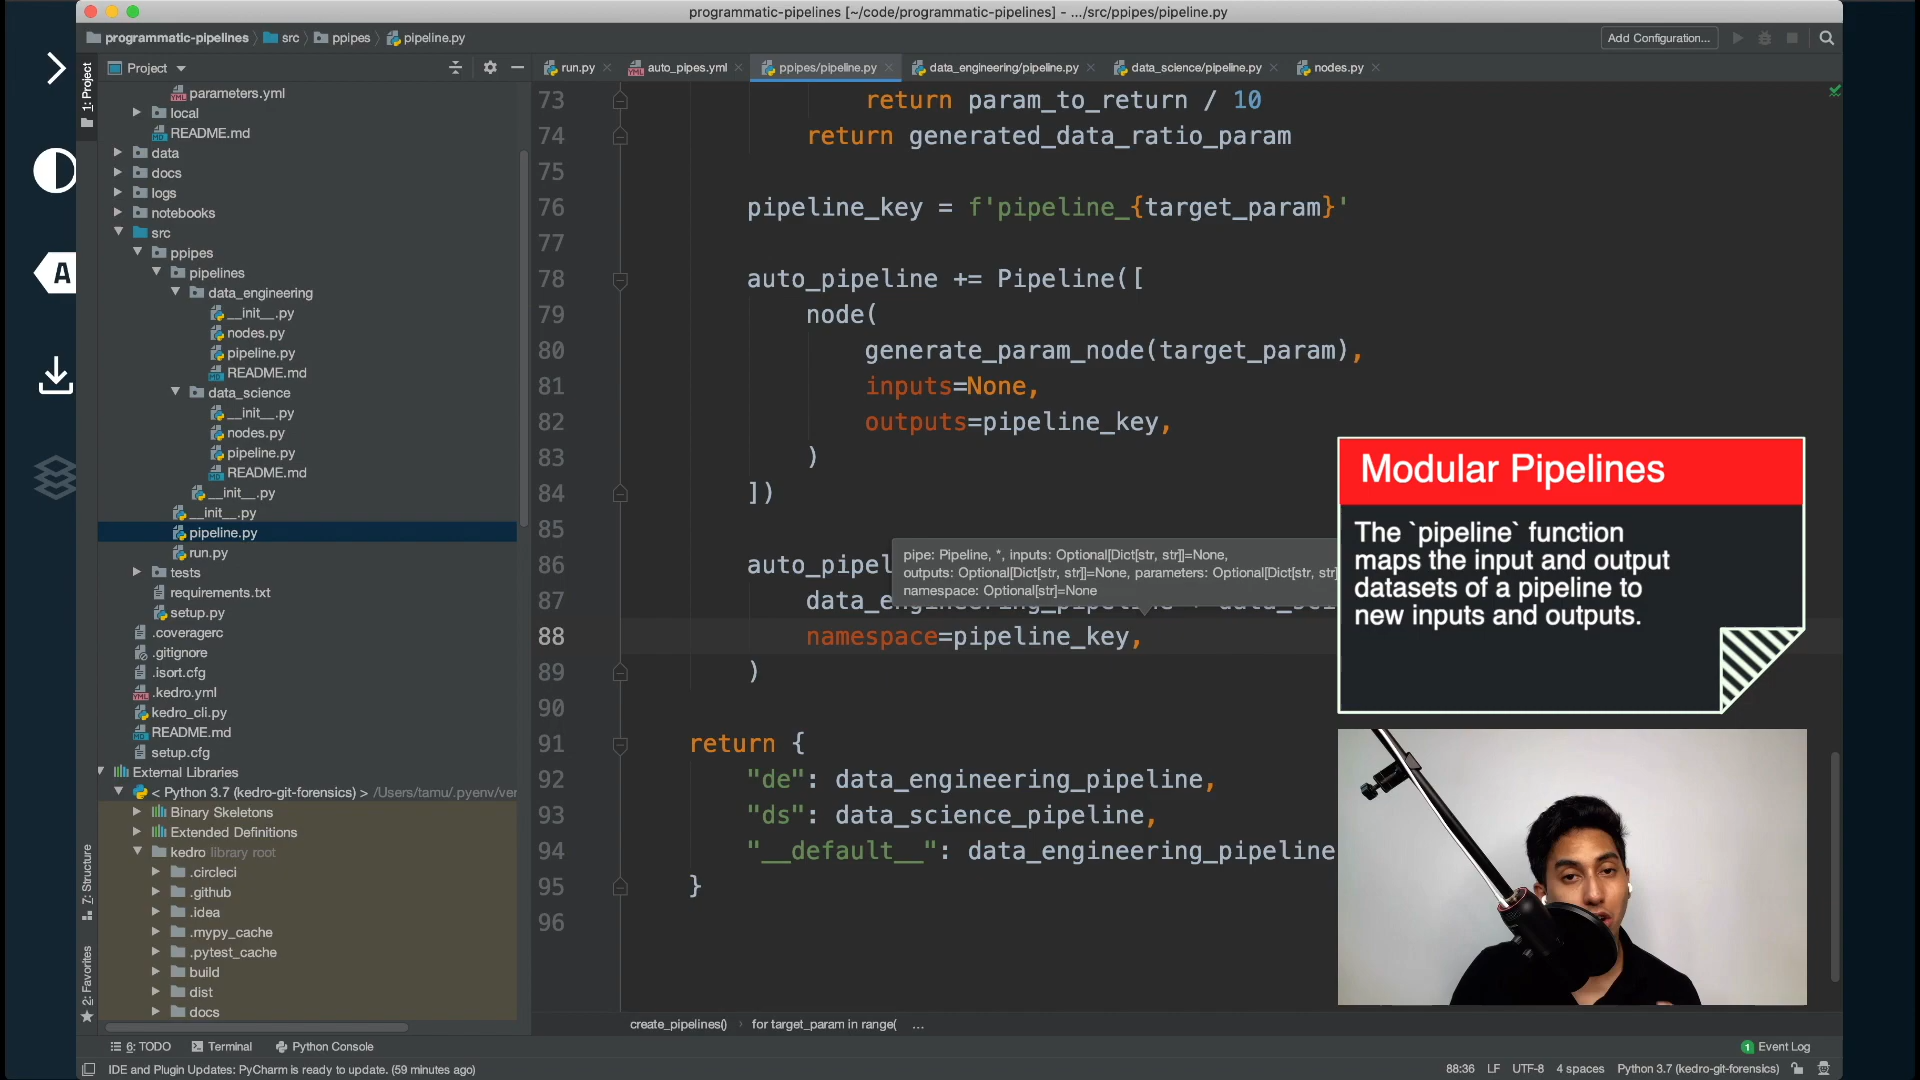 programmatic-pipelines [~/code/programmatic-pipelines] - .../src/ppipes/pipeline.py
programmatic-pipelines src ppipes pipeline.py
Add Configuration...
1: Project
Project
run.py auto_pipes.yml ppipes/pipeline.py data_engineering/pipeline.py data_science/pipeline.py nodes.py
parameters.yml
local
README.md
data
docs
logs
notebooks
src
ppipes
pipelines
data_engineering
__init__.py
nodes.py
pipeline.py
README.md
data_science
__init__.py
nodes.py
pipeline.py
README.md
__init__.py
__init__.py
pipeline.py
run.py
tests
requirements.txt
setup.py
.coveragerc
.gitignore
.isort.cfg
.kedro.yml
kedro_cli.py
README.md
setup.cfg
External Libraries
< Python 3.7 (kedro-git-forensics) > /Users/tamu/.pyenv/ver
Binary Skeletons
Extended Definitions
kedro library root
.circleci
.github
.idea
.mypy_cache
.pytest_cache
build
dist
docs
7: Structure
2: Favorites
A
73 return param_to_return / 10
74 return generated_data_ratio_param
75
76 pipeline_key = f'pipeline_{target_param}'
77
78 auto_pipeline += Pipeline([
79 node(
80 generate_param_node(target_param),
81 inputs=None,
82 outputs=pipeline_key,
83 )
84 ])
85
86 auto_pipel
pipe: Pipeline, *, inputs: Optional[Dict[str, str]]=None,
outputs: Optional[Dict[str, str]]=None, parameters: Optional[Dict[str, str]
namespace: Optional[str]=None
87
88 namespace=pipeline_key,
89 )
90
91 return {
92 "de": data_engineering_pipeline,
93 "ds": data_science_pipeline,
94 "__default__": data_engineering_pipeline
95 }
96
Modular Pipelines
The `pipeline` function
maps the input and output
datasets of a pipeline to
new inputs and outputs.
create_pipelines() for target_param in range( ...
6: TODO Terminal Python Console
1 Event Log
IDE and Plugin Updates: PyCharm is ready to update. (59 minutes ago)
88:36 LF UTF-8 4 spaces Python 3.7 (kedro-git-forensics)